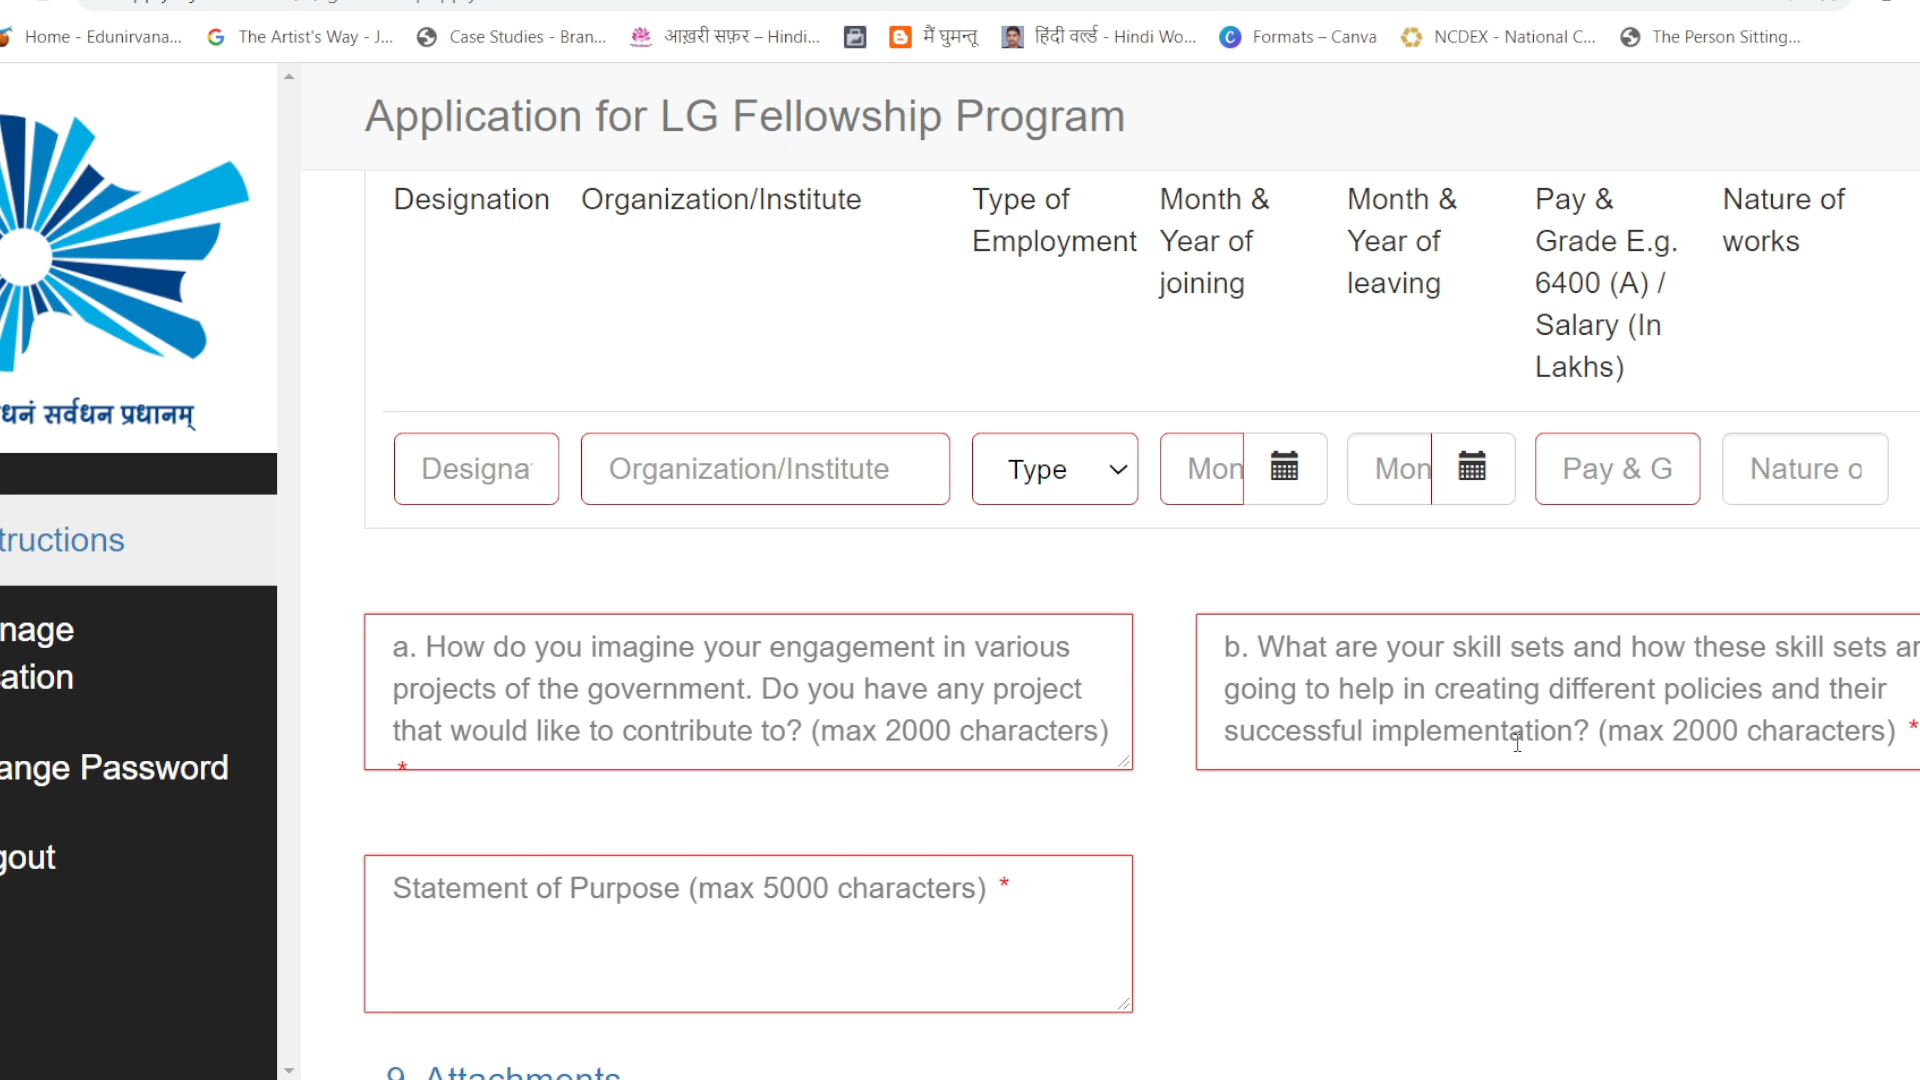 Home - Edunirvana... The Artist's Way - J... Case Studies - Bran... आख़री सफ़र – Hindi... मैं घुमन्तू हिंदी वर्ल्ड - Hindi Wo... Formats – Canva NCDEX - National C... The Person Sitting...
Application for LG Fellowship Program
Designation Organization/Institute Type of Employment Month & Year of joining Month & Year of leaving Pay & Grade E.g. 6400 (A) / Salary (In Lakhs) Nature of works
Designa Organization/Institute Type Mon Mon Pay & G Nature o
धनं सर्वधन प्रधानम्
tructions
nage
ation
ange Password
gout
a. How do you imagine your engagement in various
projects of the government. Do you have any project
that would like to contribute to? (max 2000 characters)
*
b. What are your skill sets and how these skill sets ar
going to help in creating different policies and their
successful implementation? (max 2000 characters) *
Statement of Purpose (max 5000 characters) *
9. Attachments